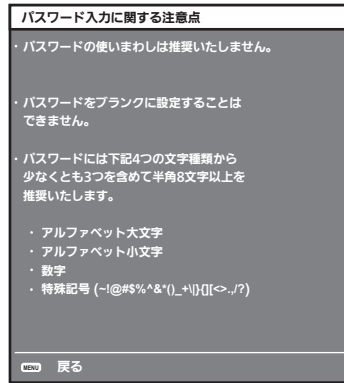 パスワード入力に関する注意点
・パスワードの使いまわしは推奨いたしません。
・パスワードをブランクに設定することは
できません。
・パスワードには下記4つの文字種類から
少なくとも3つを含めて半角8文字以上を
推奨いたします。
・ アルファベット大文字
・ アルファベット小文字
・ 数字
・ 特殊記号 (~!@#$%^&*()_+\|}{][<>.,/?)
MENU 戻る